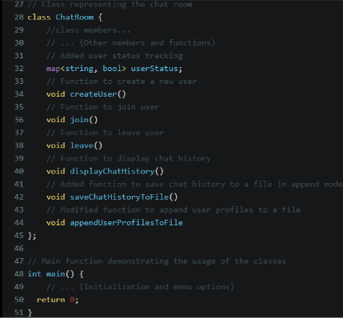 27 // Class representing the chat room
28 class ChatRoom {
29 //class members...
30 // ... (Other members and functions)
31 // Added user status tracking
32 map<string, bool> userStatus;
33 // Function to create a new user
34 void createUser()
35 // Function to join user
36 void join()
37 // Function to leave user
38 void leave()
39 // Function to display chat history
40 void displayChatHistory()
41 // Added function to save chat history to a file in append mode
42 void saveChatHistoryToFile()
43 // Modified function to append user profiles to a file
44 void appendUserProfilesToFile
45 };
46
47 // Main function demonstrating the usage of the classes
48 int main() {
49 // ... (Initialization and menu options)
50 return 0;
51 }